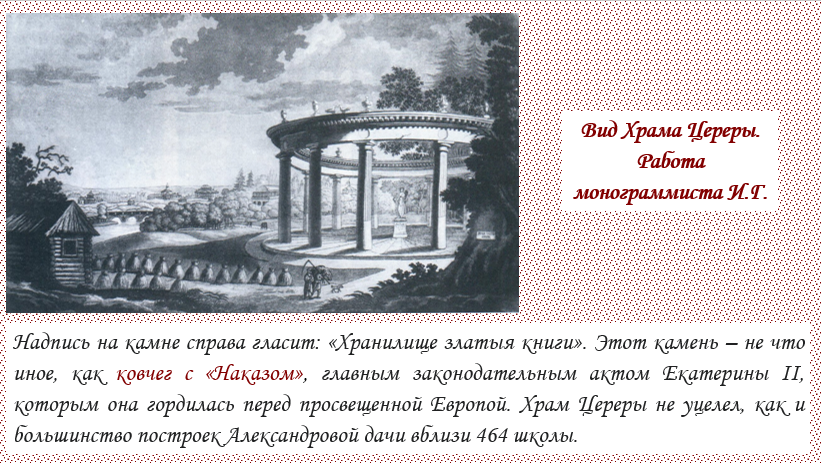 Вид Храма Цереры.
Работа
монограммиста И.Г.
Надпись на камне справа гласит: «Хранилище златыя книги». Этот камень – не что
иное, как ковчег с «Наказом», главным законодательным актом Екатерины II,
которым она гордилась перед просвещенной Европой. Храм Цереры не уцелел, как и
большинство построек Александровой дачи вблизи 464 школы.